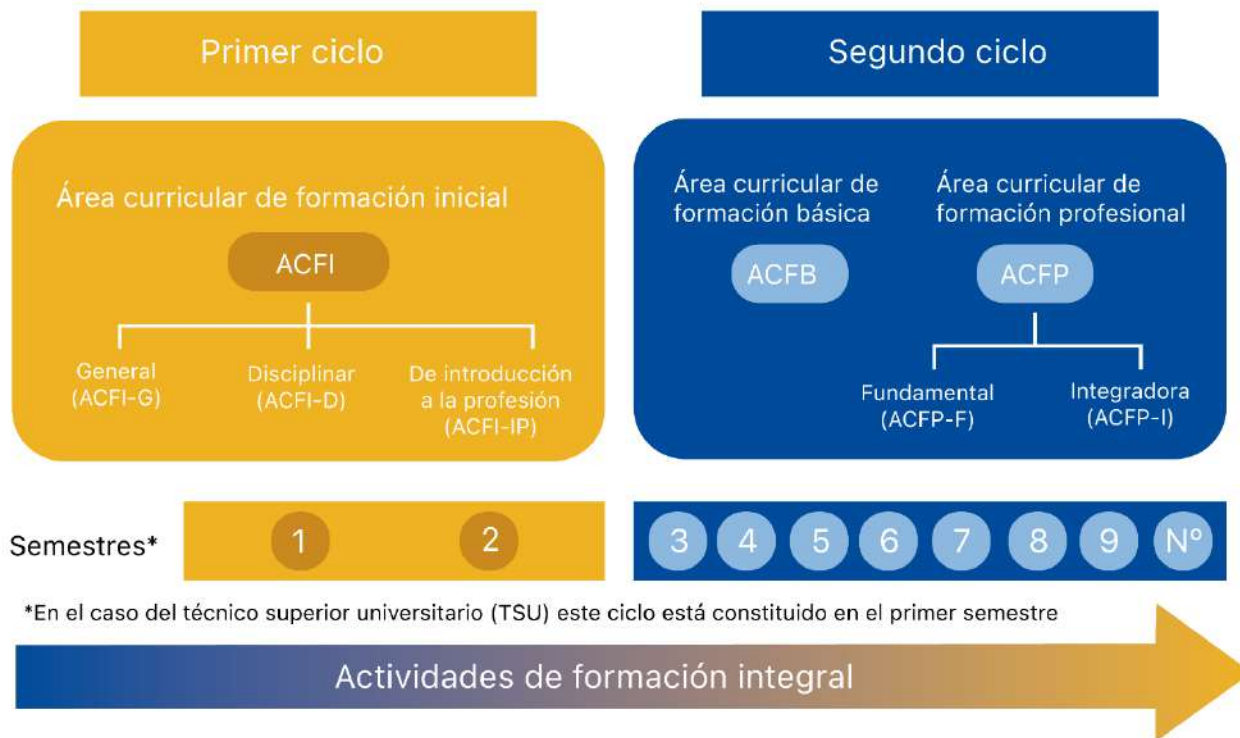 Primer ciclo
Segundo ciclo
Área curricular de formación inicial
ACFI
General
(ACFI-G)
Disciplinar
(ACFI-D)
De introducción
a la profesión
(ACFI-IP)
Área curricular de
formación básica
ACFB
Área curricular de
formación profesional
ACFP
Fundamental
(ACFP-F)
Integradora
(ACFP-I)
Semestres*
1
2
3
4
5
6
7
8
9
Nº
*En el caso del técnico superior universitario (TSU) este ciclo está constituido en el primer semestre
Actividades de formación integral